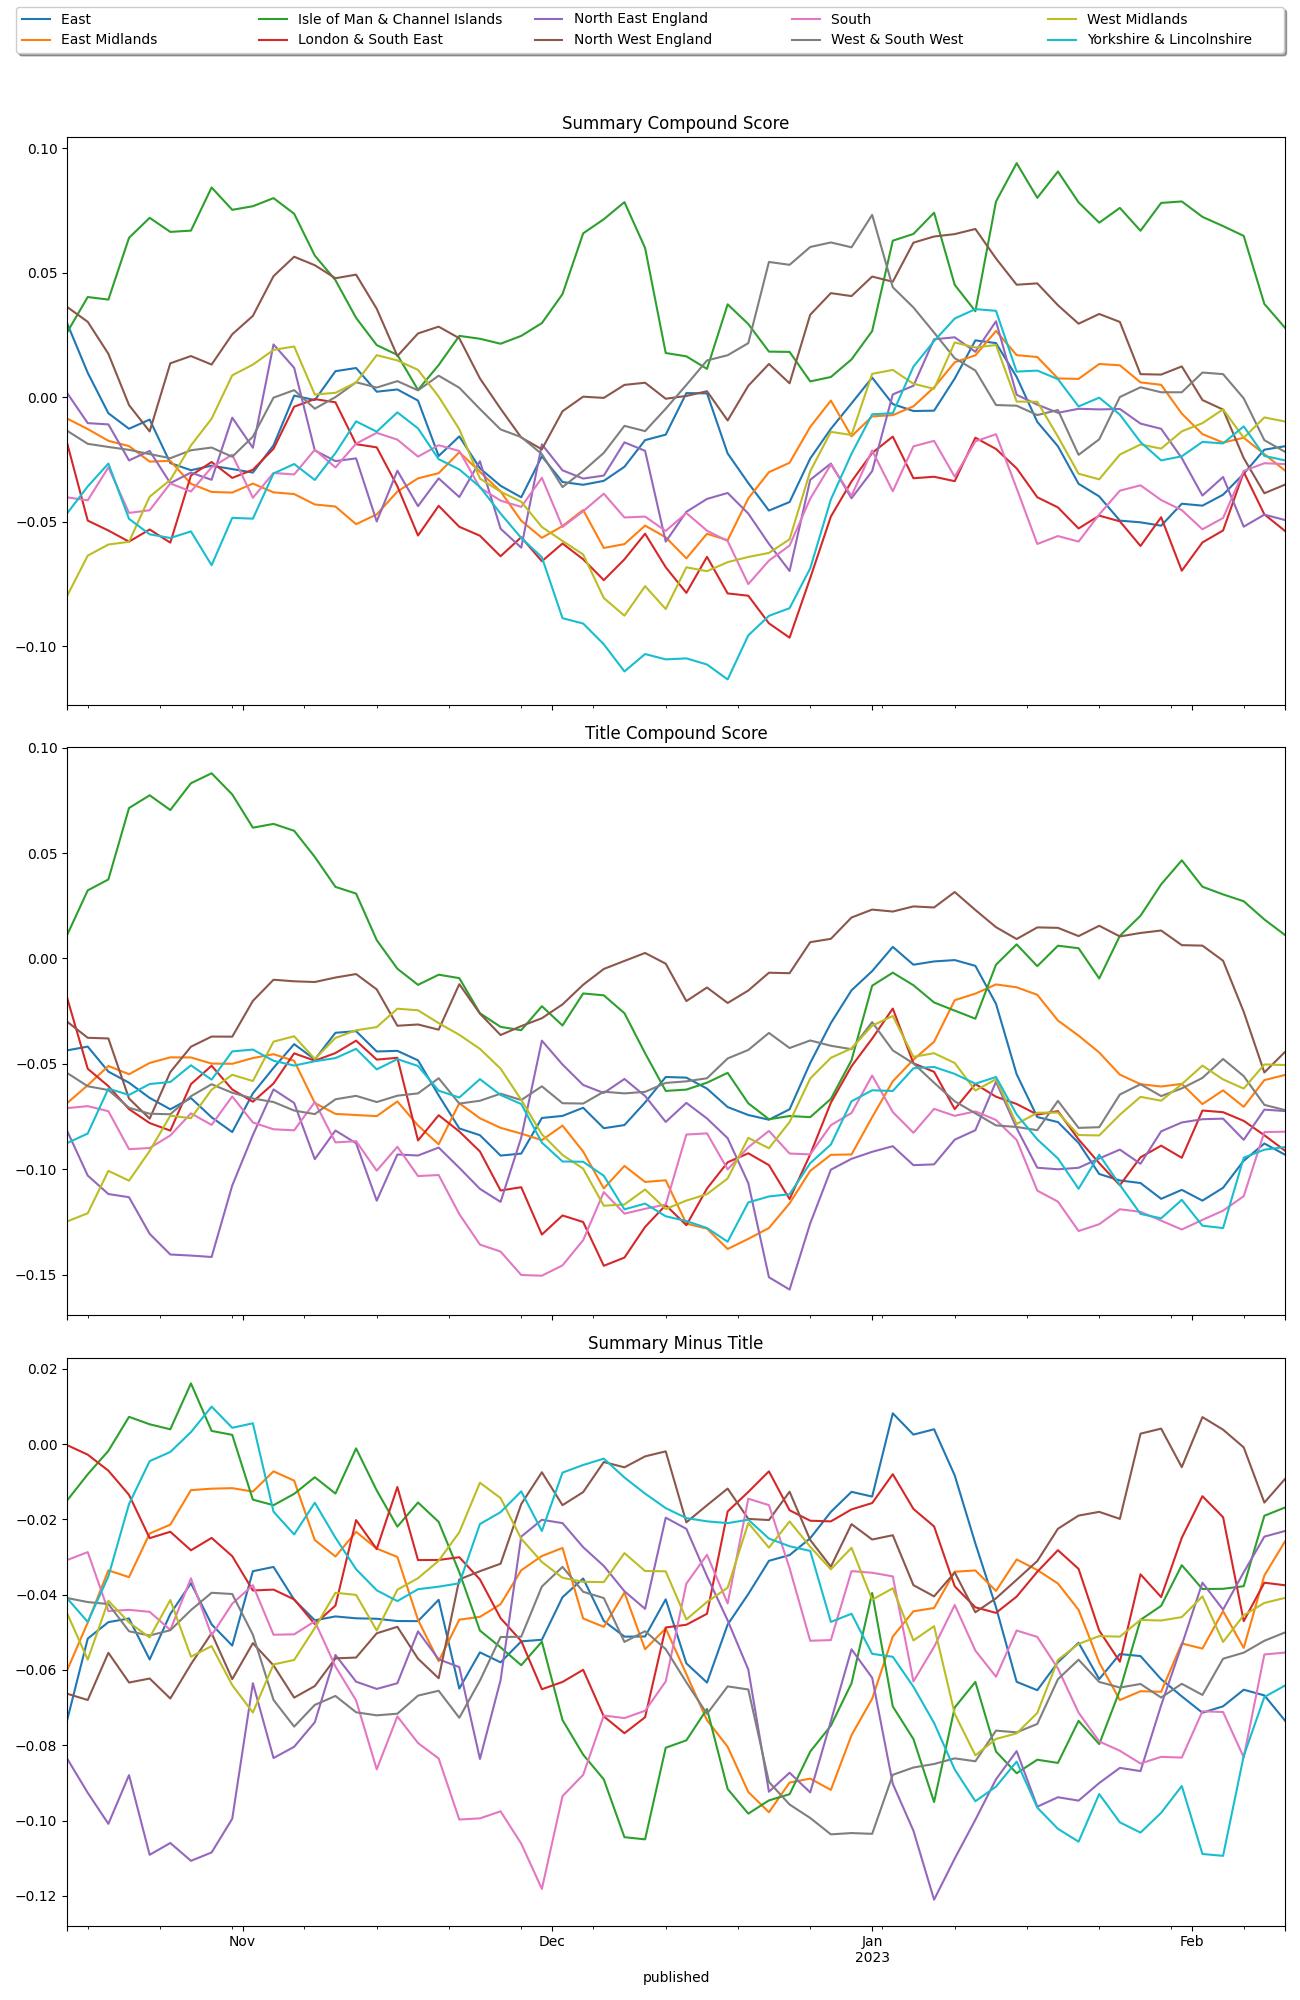 East Isle of Man & Channel Islands North East England South West Midlands
East Midlands London & South East North West England West & South West Yorkshire & Lincolnshire
Summary Compound Score
0.10
0.05
0.00
−0.05
−0.10
Title Compound Score
0.10
0.05
0.00
−0.05
−0.10
−0.15
Summary Minus Title
0.02
0.00
−0.02
−0.04
−0.06
−0.08
−0.10
−0.12
Nov Dec Jan Feb
2023
published